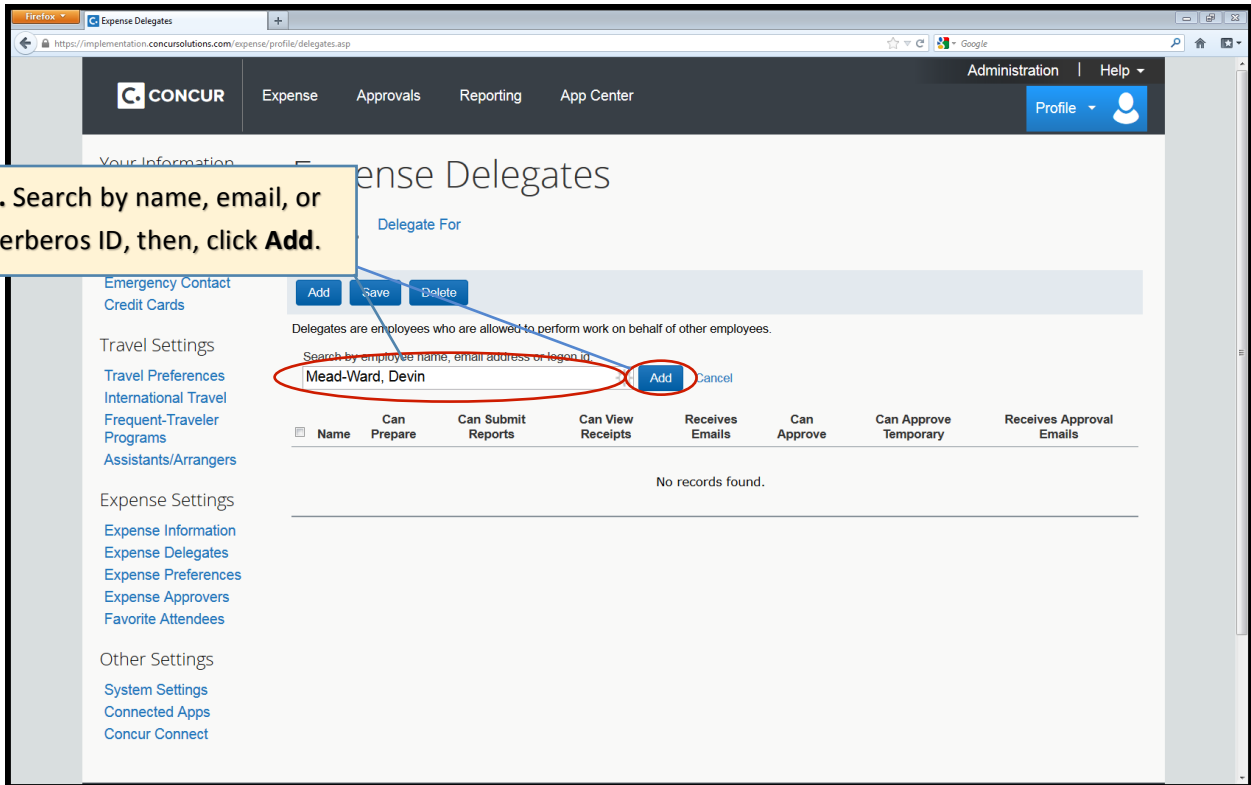 Firefox
Expense Delegates
+
https://implementation.concursolutions.com/expense/profile/delegates.asp
Google
Administration | Help
C. CONCUR
Expense Approvals Reporting App Center
Profile
Your Information
Expense Delegates
. Search by name, email, or
erberos ID, then, click Add.
Delegate For
Emergency Contact
Credit Cards
Add Save Delete
Delegates are employees who are allowed to perform work on behalf of other employees.
Search by employee name, email address or logon id.
Mead-Ward, Devin
Add Cancel
Name Can Prepare Can Submit Reports Can View Receipts Receives Emails Can Approve Can Approve Temporary Receives Approval Emails
No records found.
Travel Settings
Travel Preferences
International Travel
Frequent-Traveler
Programs
Assistants/Arrangers
Expense Settings
Expense Information
Expense Delegates
Expense Preferences
Expense Approvers
Favorite Attendees
Other Settings
System Settings
Connected Apps
Concur Connect